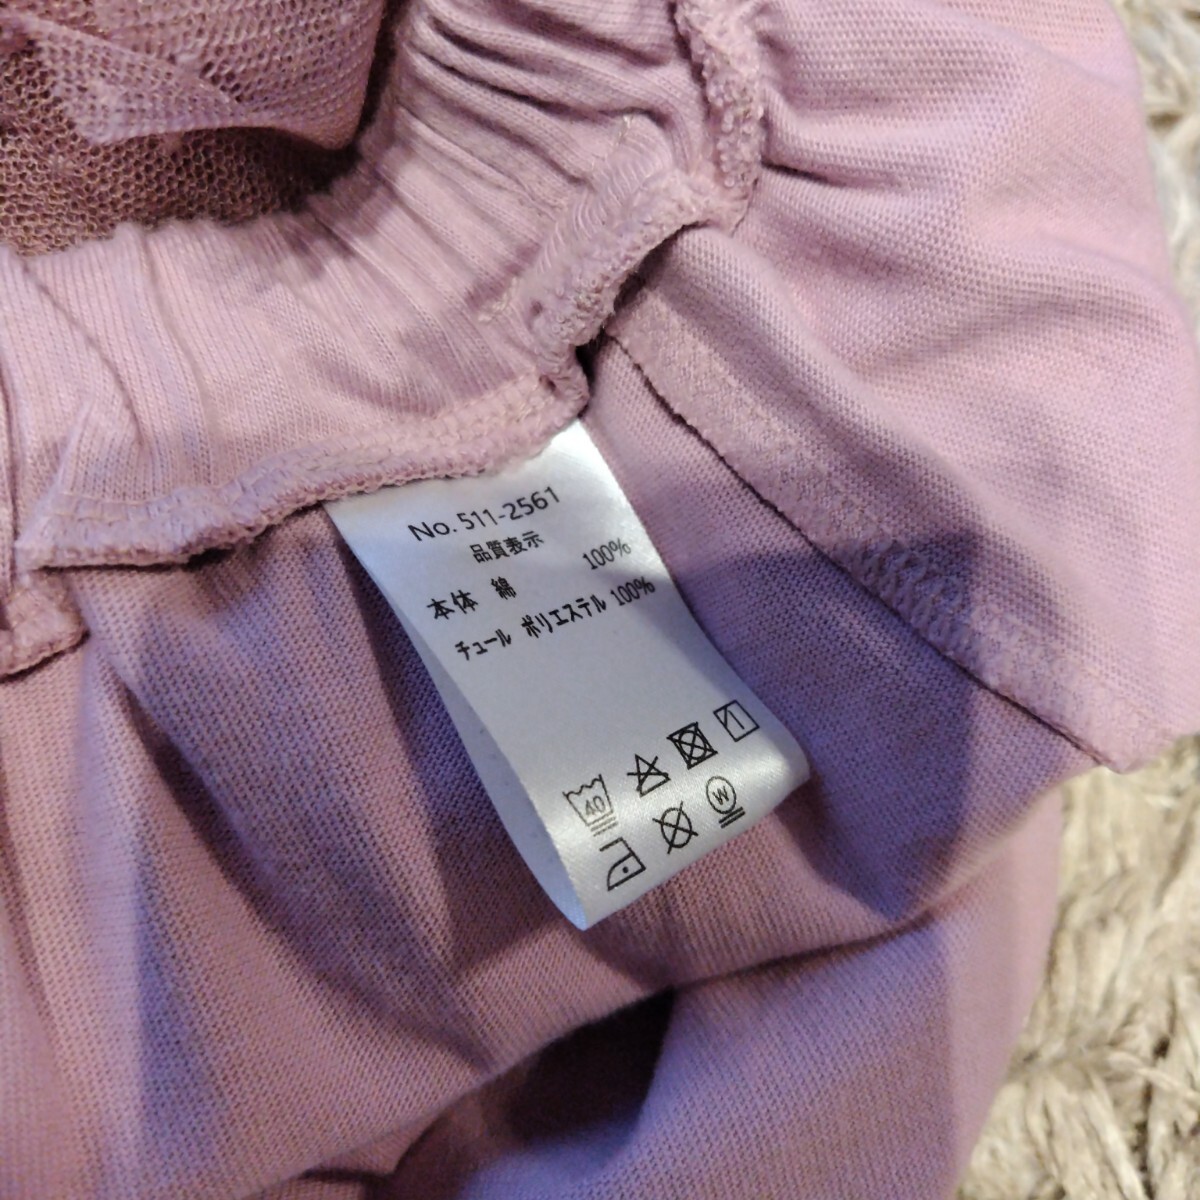 No.511-2561
品質表示
本体 綿 100%
チュール ポリエステル 100%
40
W